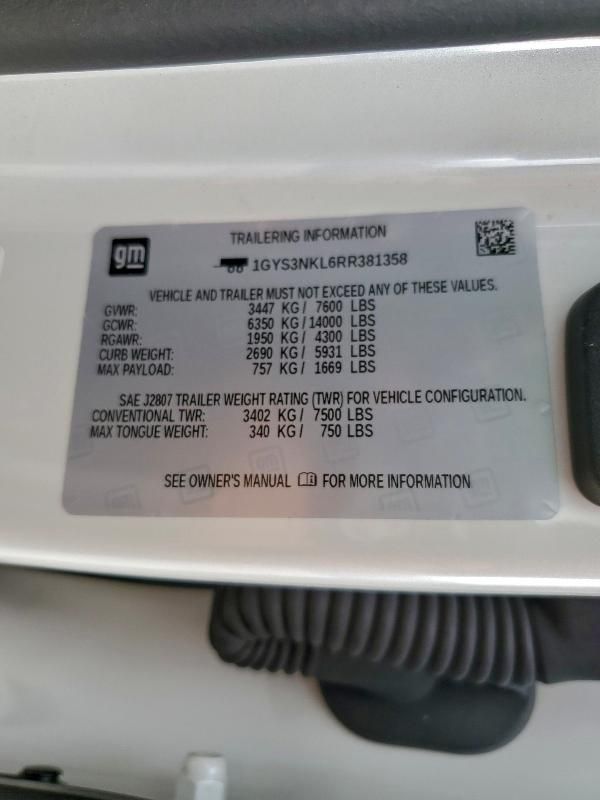 gm
TRAILERING INFORMATION
1GYS3NKL6RR381358
VEHICLE AND TRAILER MUST NOT EXCEED ANY OF THESE VALUES.
GVWR: 3447 KG / 7600 LBS
GCWR: 6350 KG / 14000 LBS
RGAWR: 1950 KG / 4300 LBS
CURB WEIGHT: 2690 KG / 5931 LBS
MAX PAYLOAD: 757 KG / 1669 LBS
SAE J2807 TRAILER WEIGHT RATING (TWR) FOR VEHICLE CONFIGURATION.
CONVENTIONAL TWR: 3402 KG / 7500 LBS
MAX TONGUE WEIGHT: 340 KG / 750 LBS
SEE OWNER'S MANUAL FOR MORE INFORMATION